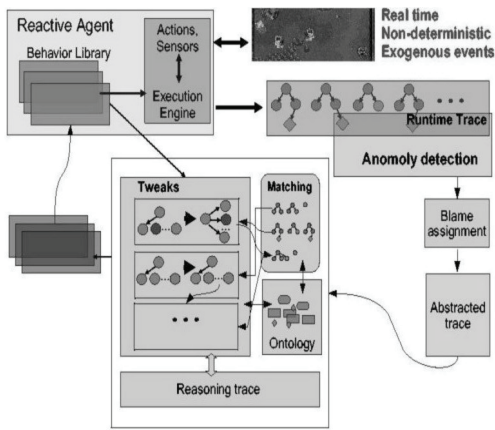 Reactive Agent
Behavior Library
Actions,
Sensors
Execution
Engine
Real time
Non-deterministic
Exogenous events
Runtime Trace
Anomoly detection
Blame
assignment
Abstracted
trace
Tweaks
Matching
Ontology
Reasoning trace